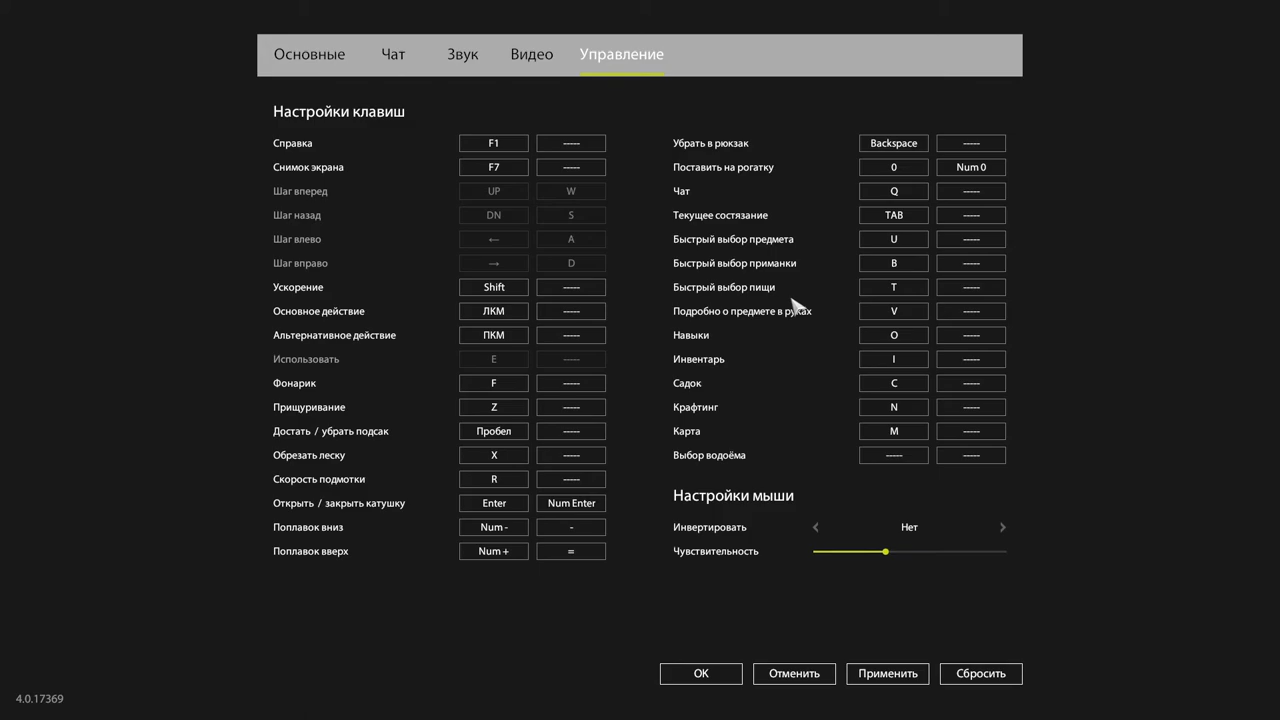 Основные Чат Звук Видео Управление
Настройки клавиш
Справка F1 -----
Снимок экрана F7 -----
Шаг вперед UP W
Шаг назад DN S
Шаг влево ← A
Шаг вправо → D
Ускорение Shift -----
Основное действие ЛКМ -----
Альтернативное действие ПКМ -----
Использовать E -----
Фонарик F -----
Прищуривание Z -----
Достать / убрать подсак Пробел -----
Обрезать леску X -----
Скорость подмотки R -----
Открыть / закрыть катушку Enter Num Enter
Поплавок вниз Num - -
Поплавок вверх Num + =
Убрать в рюкзак Backspace -----
Поставить на рогатку 0 Num 0
Чат Q -----
Текущее состязание TAB -----
Быстрый выбор предмета U -----
Быстрый выбор приманки B -----
Быстрый выбор пищи T -----
Подробно о предмете в руках V -----
Навыки O -----
Инвентарь I -----
Садок C -----
Крафтинг N -----
Карта M -----
Выбор водоёма ----- -----
Настройки мыши
Инвертировать Нет
Чувствительность
OK Отменить Применить Сбросить
4.0.17369